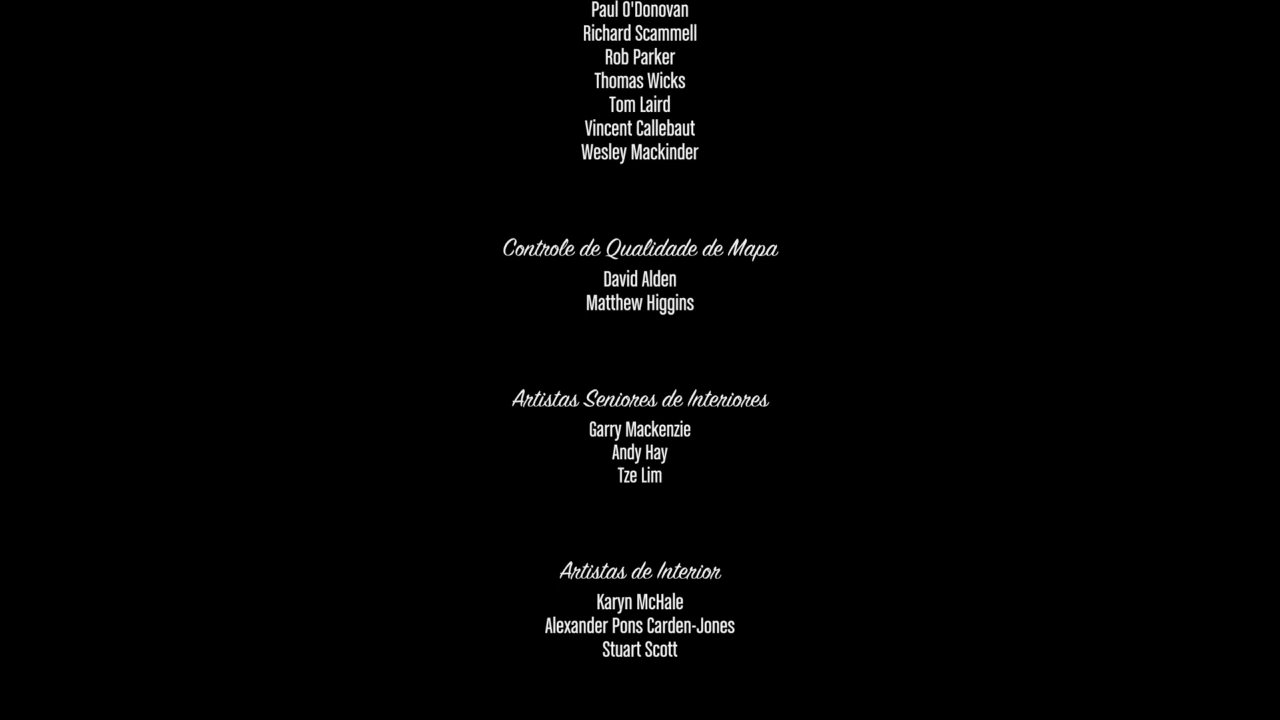 Paul O'Donovan
Richard Scammell
Rob Parker
Thomas Wicks
Tom Laird
Vincent Callebaut
Wesley Mackinder
Controle de Qualidade de Mapa
David Alden
Matthew Higgins
Artistas Seniores de Interiores
Garry Mackenzie
Andy Hay
Tze Lim
Artistas de Interior
Karyn McHale
Alexander Pons Carden-Jones
Stuart Scott